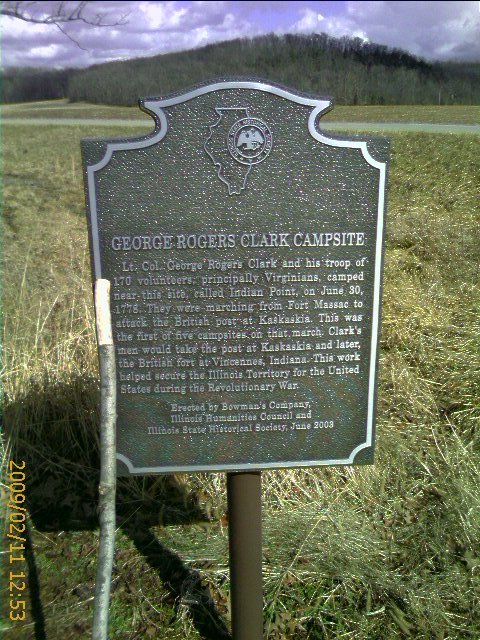 GEORGE ROGERS CLARK CAMPSITE
Lt. Col. George Rogers Clark and his troop of
170 volunteers, principally Virginians, camped
near this site, called Indian Point, on June 30,
1778. They were marching from Fort Massac to
attack the British post at Kaskaskia. This was
the first of five campsites on that march. Clark's
men would take the post at Kaskaskia and later,
the British fort at Vincennes, Indiana. This work
helped secure the Illinois Territory for the United
States during the Revolutionary War.
Erected by Bowman's Company,
Illinois Humanities Council and
Illinois State Historical Society, June 2003
2009/02/11 12:53